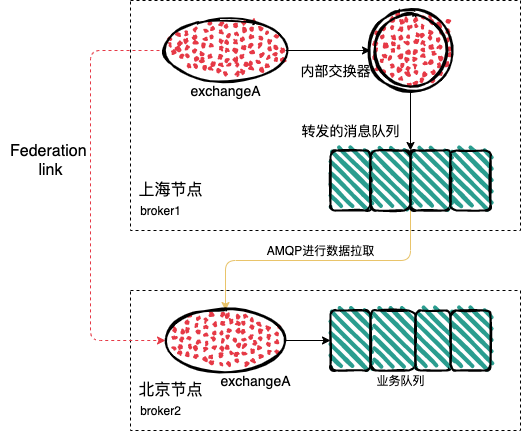 exchangeA
内部交换器
转发的消息队列
Federation
link
上海节点
broker1
AMQP进行数据拉取
北京节点
exchangeA
业务队列
broker2